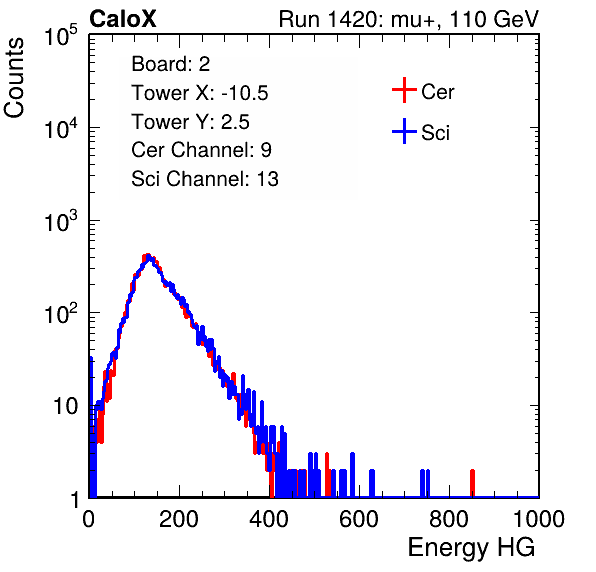 CaloX Run 1420: mu+, 110 GeV
Counts
Board: 2
Tower X: -10.5
Tower Y: 2.5
Cer Channel: 9
Sci Channel: 13
Cer
Sci
10^5
10^4
10^3
10^2
10
1
0 200 400 600 800 1000
Energy HG